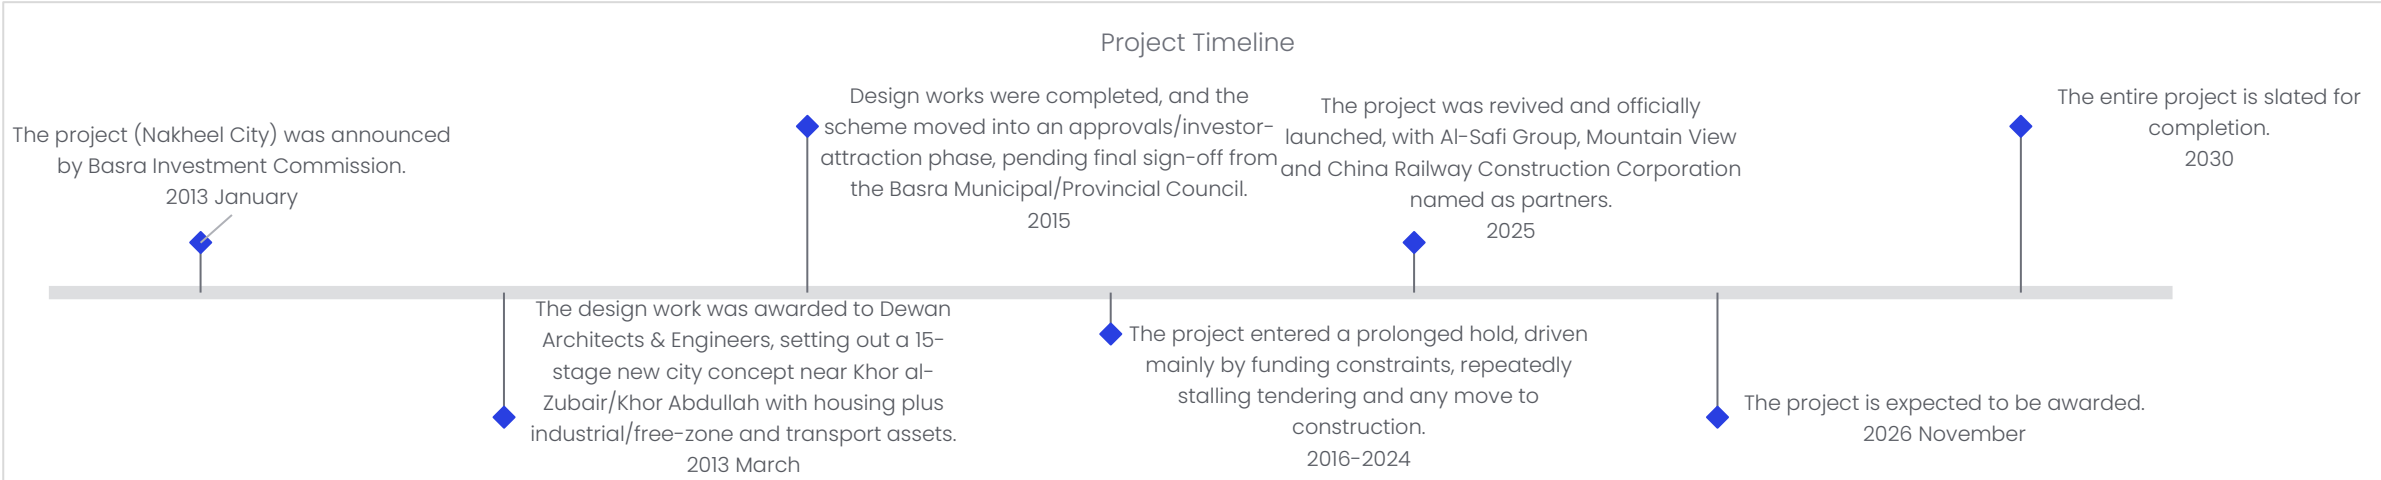 Project Timeline
The project (Nakheel City) was announced
by Basra Investment Commission.
2013 January
The design work was awarded to Dewan
Architects & Engineers, setting out a 15-
stage new city concept near Khor al-
Zubair/Khor Abdullah with housing plus
industrial/free-zone and transport assets.
2013 March
Design works were completed, and the
scheme moved into an approvals/investor-
attraction phase, pending final sign-off from
the Basra Municipal/Provincial Council.
2015
The project entered a prolonged hold, driven
mainly by funding constraints, repeatedly
stalling tendering and any move to
construction.
2016-2024
The project was revived and officially
launched, with Al-Safi Group, Mountain View
and China Railway Construction Corporation
named as partners.
2025
The project is expected to be awarded.
2026 November
The entire project is slated for
completion.
2030